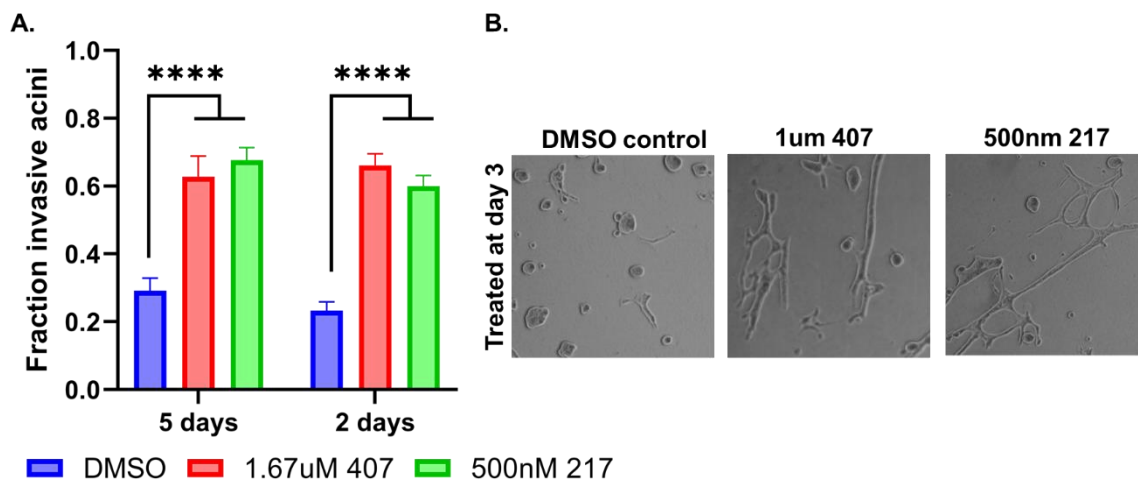 A.
Fraction invasive acini
1.0
0.8
0.6
0.4
0.2
0.0
**** ****
5 days 2 days
DMSO 1.67uM 407 500nM 217
B.
DMSO control 1um 407 500nm 217
Treated at day 3